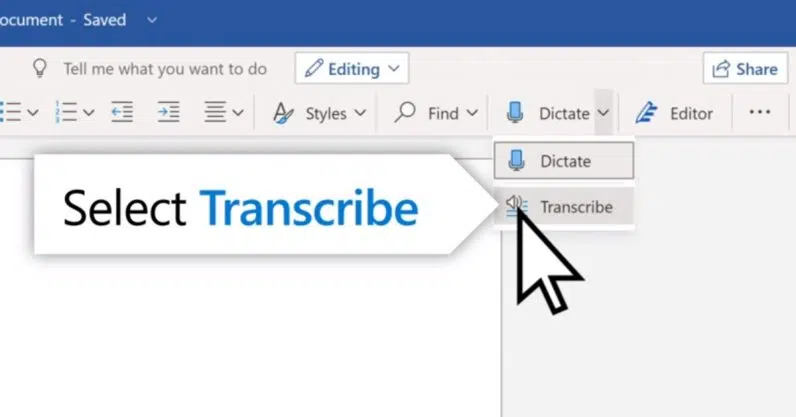 ocument - Saved
Tell me what you want to do Editing Share
Styles Find Dictate Editor ...
Dictate
Select Transcribe
Transcribe